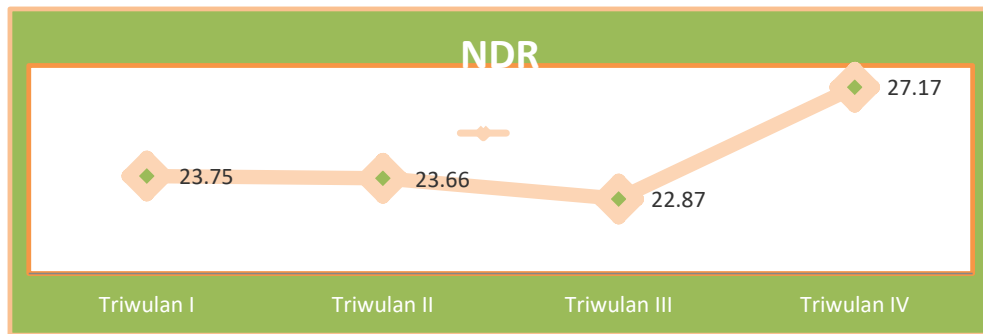 NDR
27.17
23.75
23.66
22.87
Triwulan I
Triwulan II
Triwulan III
Triwulan IV